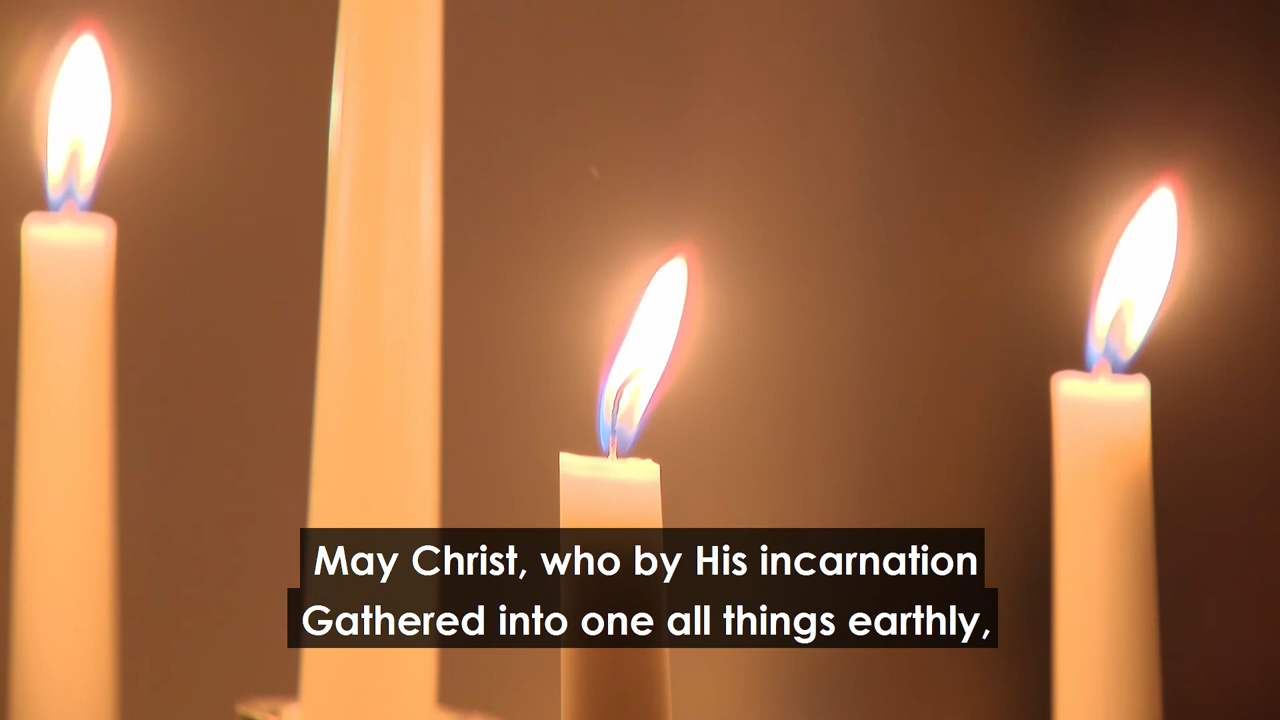 May Christ, who by His incarnation
Gathered into one all things earthly,